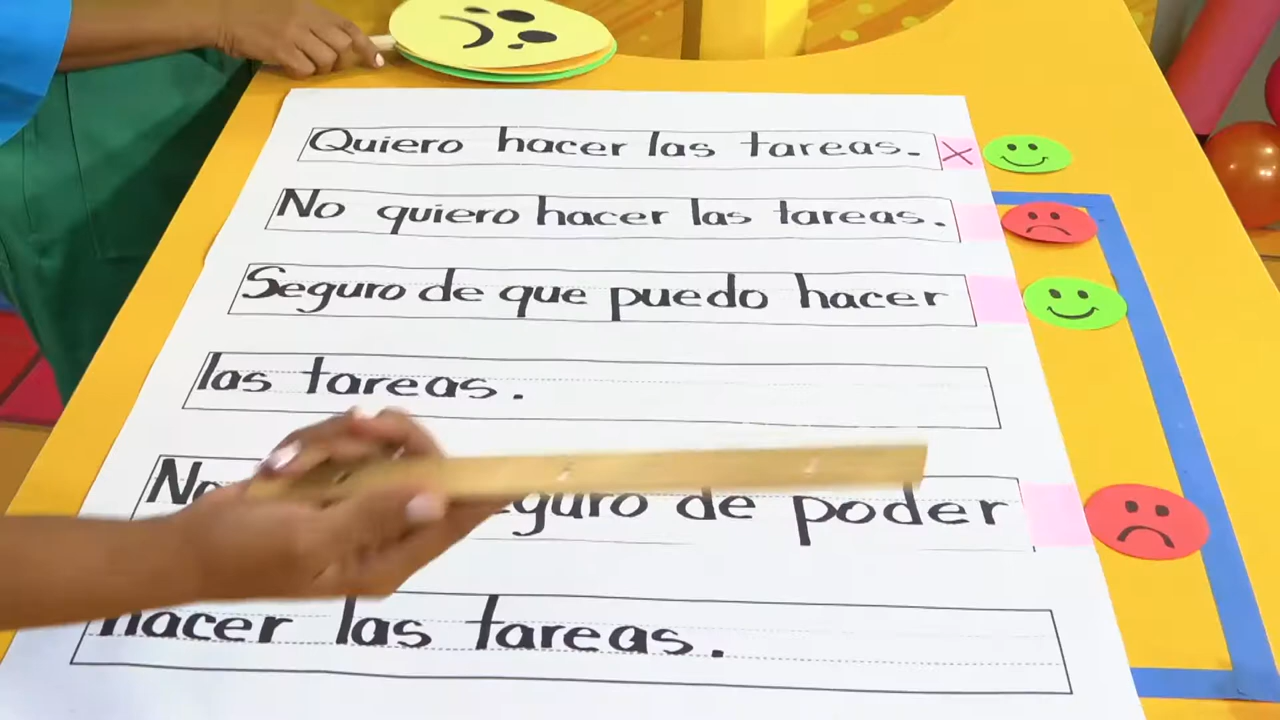 Quiero hacer las tareas. X
No quiero hacer las tareas.
Seguro de que puedo hacer
las tareas.
No seguro de poder
hacer las tareas.